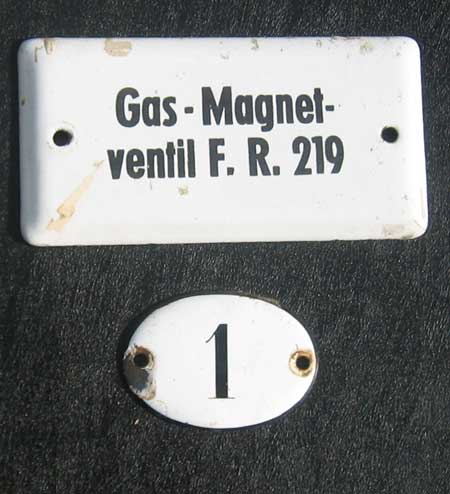 Gas-Magnet-
ventil F. R. 219
1